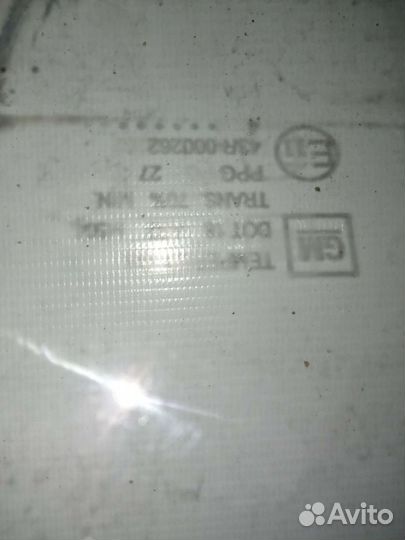 GM
DOT 18
TRANS 70% MIN.
PPG 27
E11 43R-000262
Avito